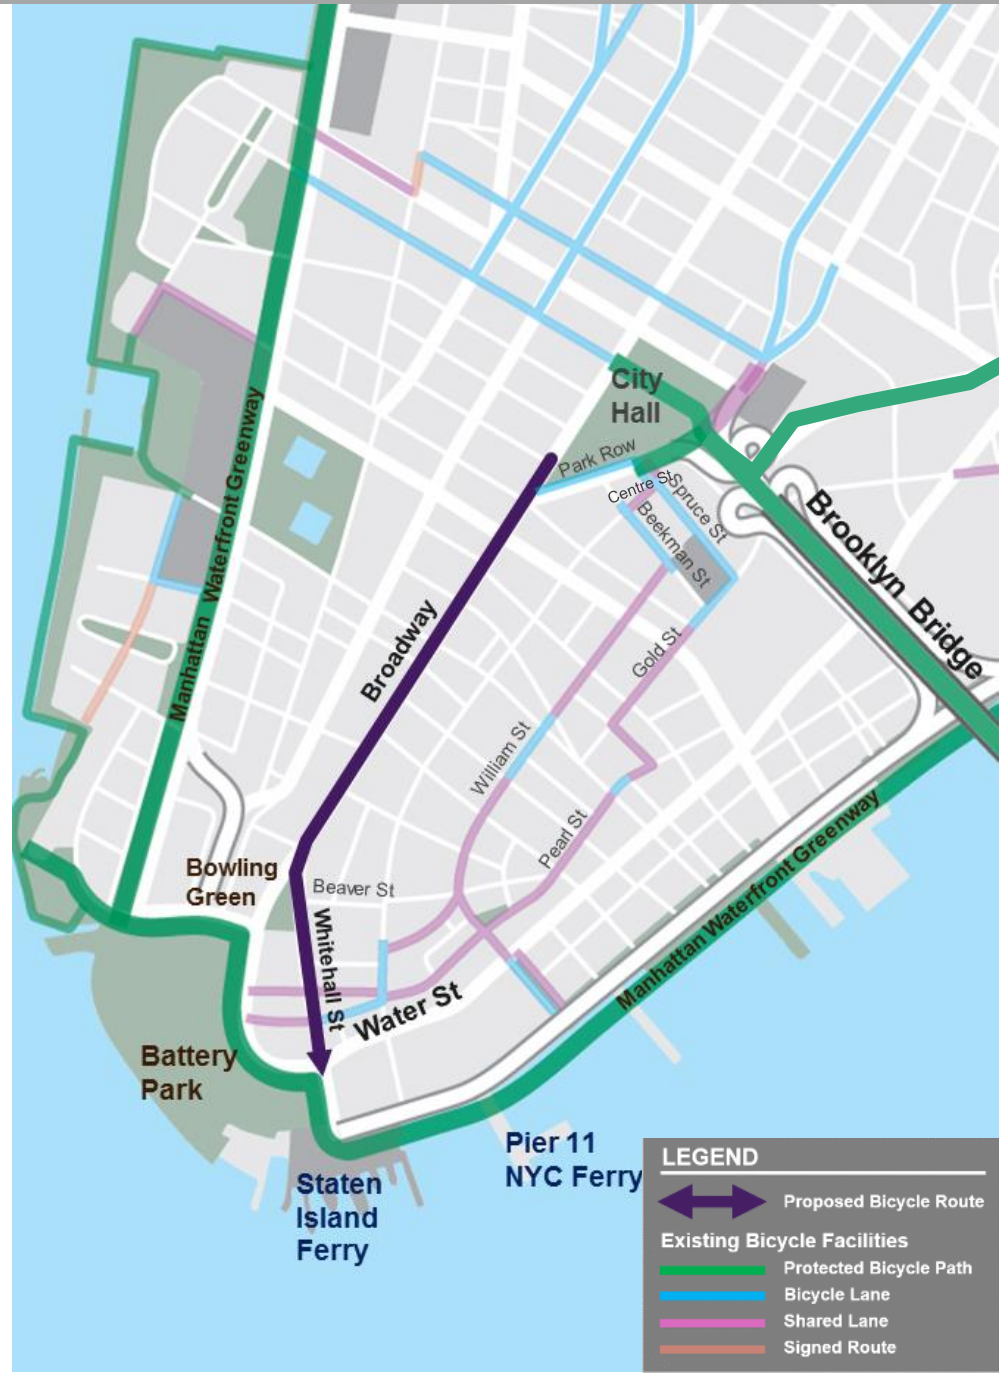 City
Hall
Park Row
Centre St
Spruce St
Beekman St
Brooklyn Bridge
Manhattan Waterfront Greenway
Broadway
Gold St
William St
Pearl St
Manhattan Waterfront Greenway
Bowling
Green
Beaver St
Whitehall St
Water St
Battery
Park
Pier 11
NYC Ferry
Staten
Island
Ferry
LEGEND
Proposed Bicycle Route
Existing Bicycle Facilities
Protected Bicycle Path
Bicycle Lane
Shared Lane
Signed Route